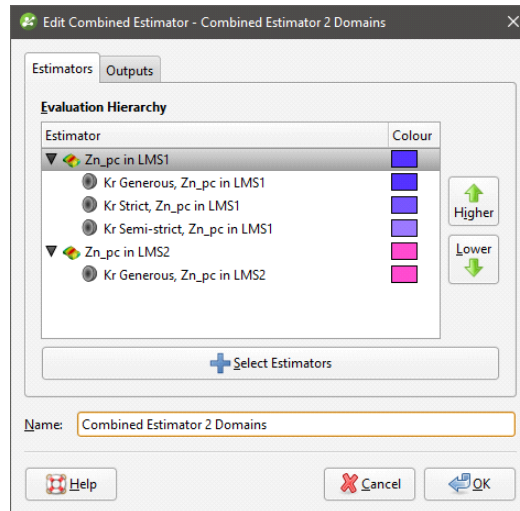 Edit Combined Estimator - Combined Estimator 2 Domains
Estimators Outputs
Evaluation Hierarchy
Estimator Colour
Zn_pc in LMS1
Kr Generous, Zn_pc in LMS1
Kr Strict, Zn_pc in LMS1
Kr Semi-strict, Zn_pc in LMS1
Zn_pc in LMS2
Kr Generous, Zn_pc in LMS2
Higher
Lower
Select Estimators
Name: Combined Estimator 2 Domains
Help Cancel OK